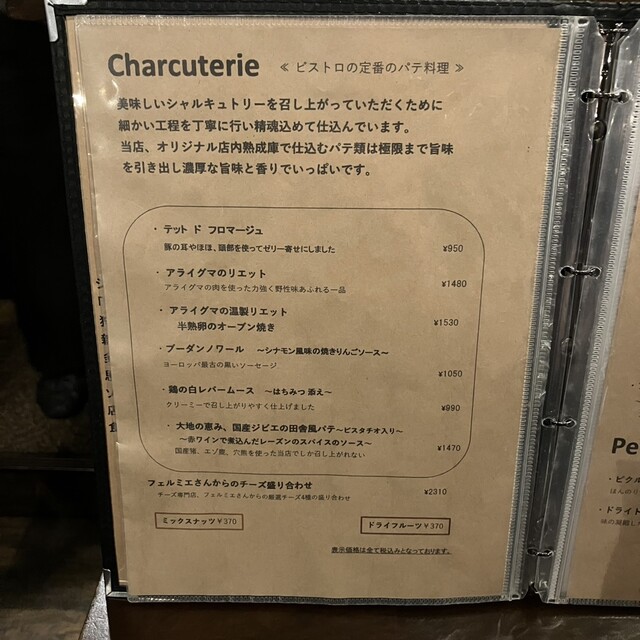 Charcuterie ≪ ビストロの定番のパテ料理 ≫
美味しいシャルキュトリーを召し上がっていただくために
細かい工程を丁寧に行い精魂込めて仕込んでいます。
当店、オリジナル店内熟成庫で仕込むパテ類は極限まで旨味
を引き出し濃厚な旨味と香りでいっぱいです。
・ テット ド フロマージュ
豚の耳やほほ、頭部を使ってゼリー寄せにしました ¥950
・ アライグマのリエット
アライグマの肉を使った力強く野性味あふれる一品 ¥1480
・ アライグマの温製リエット
半熟卵のオーブン焼き ¥1530
・ブーダンノワール ～シナモン風味の焼きりんごソース～
ヨーロッパ最古の黒いソーセージ ¥1050
・鶏の白レバームース ～はちみつ添え～
クリーミーで召し上がりやすく仕上げました ¥990
・ 大地の恵み、国産ジビエの田舎風パテ～ピスタチオ入り～
～赤ワインで煮込んだレーズンのスパイスのソース～
国産猪、エゾ鹿、穴熊を使った当店でしか召し上がれない ¥1470
フェルミエさんからのチーズ盛り合わせ
チーズ専門店、フェルミエさんからの厳選チーズ4種の盛り合わせ ¥2310
ミックスナッツ¥370
ドライフルーツ¥370
表示価格は全て税込みとなっております。
Pe
・ピクル
ほんの
・ドライト
味の凝縮し